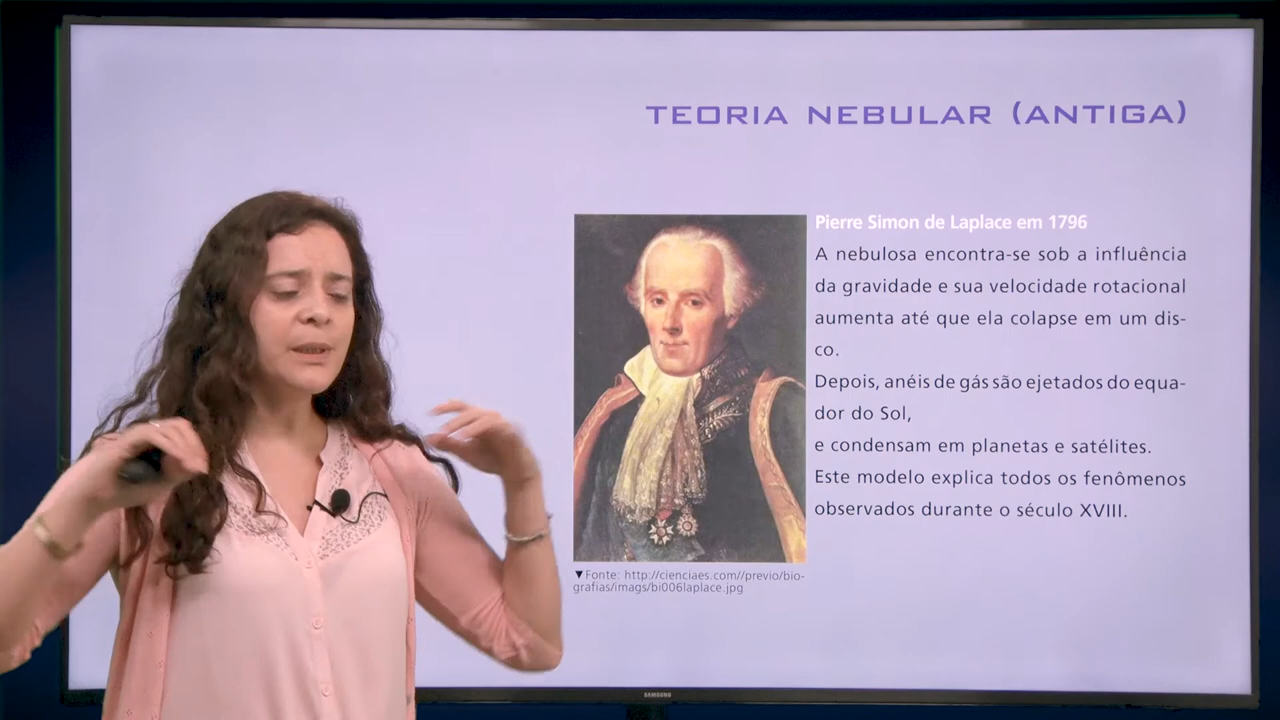 TEORIA NEBULAR (ANTIGA)
Pierre Simon de Laplace em 1796
A nebulosa encontra-se sob a influência
da gravidade e sua velocidade rotacional
aumenta até que ela colapse em um dis-
co.
Depois, anéis de gás são ejetados do equa-
dor do Sol,
e condensam em planetas e satélites.
Este modelo explica todos os fenômenos
observados durante o século XVIII.
▼Fonte: http://cienciaes.com//previo/bio-
grafias/imags/bi006laplace.jpg
SAMSUNG